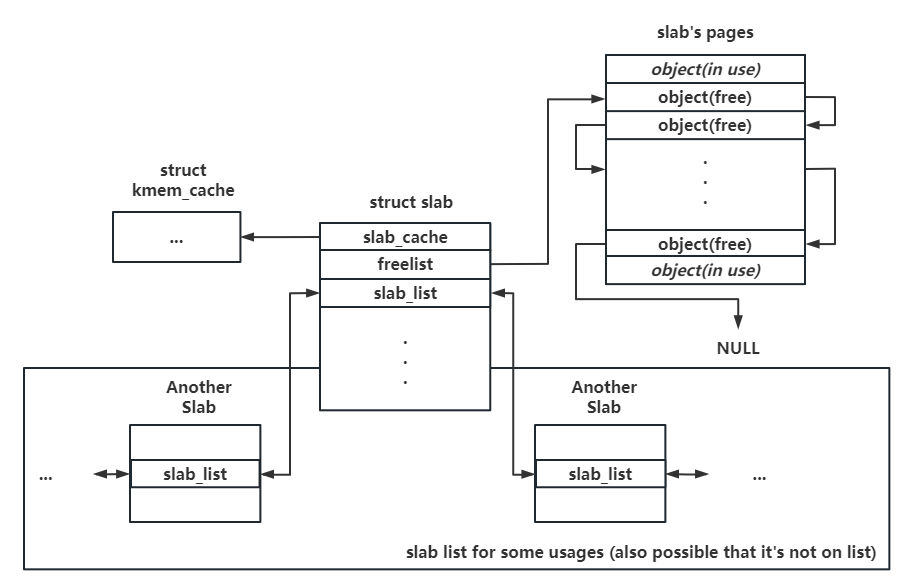 slab's pages
object(in use)
object(free)
object(free)
.
.
.
object(free)
object(in use)
NULL
struct
kmem_cache
...
struct slab
slab_cache
freelist
slab_list
.
.
.
Another
Slab
slab_list
...
Another
Slab
slab_list
...
slab list for some usages (also possible that it's not on list)